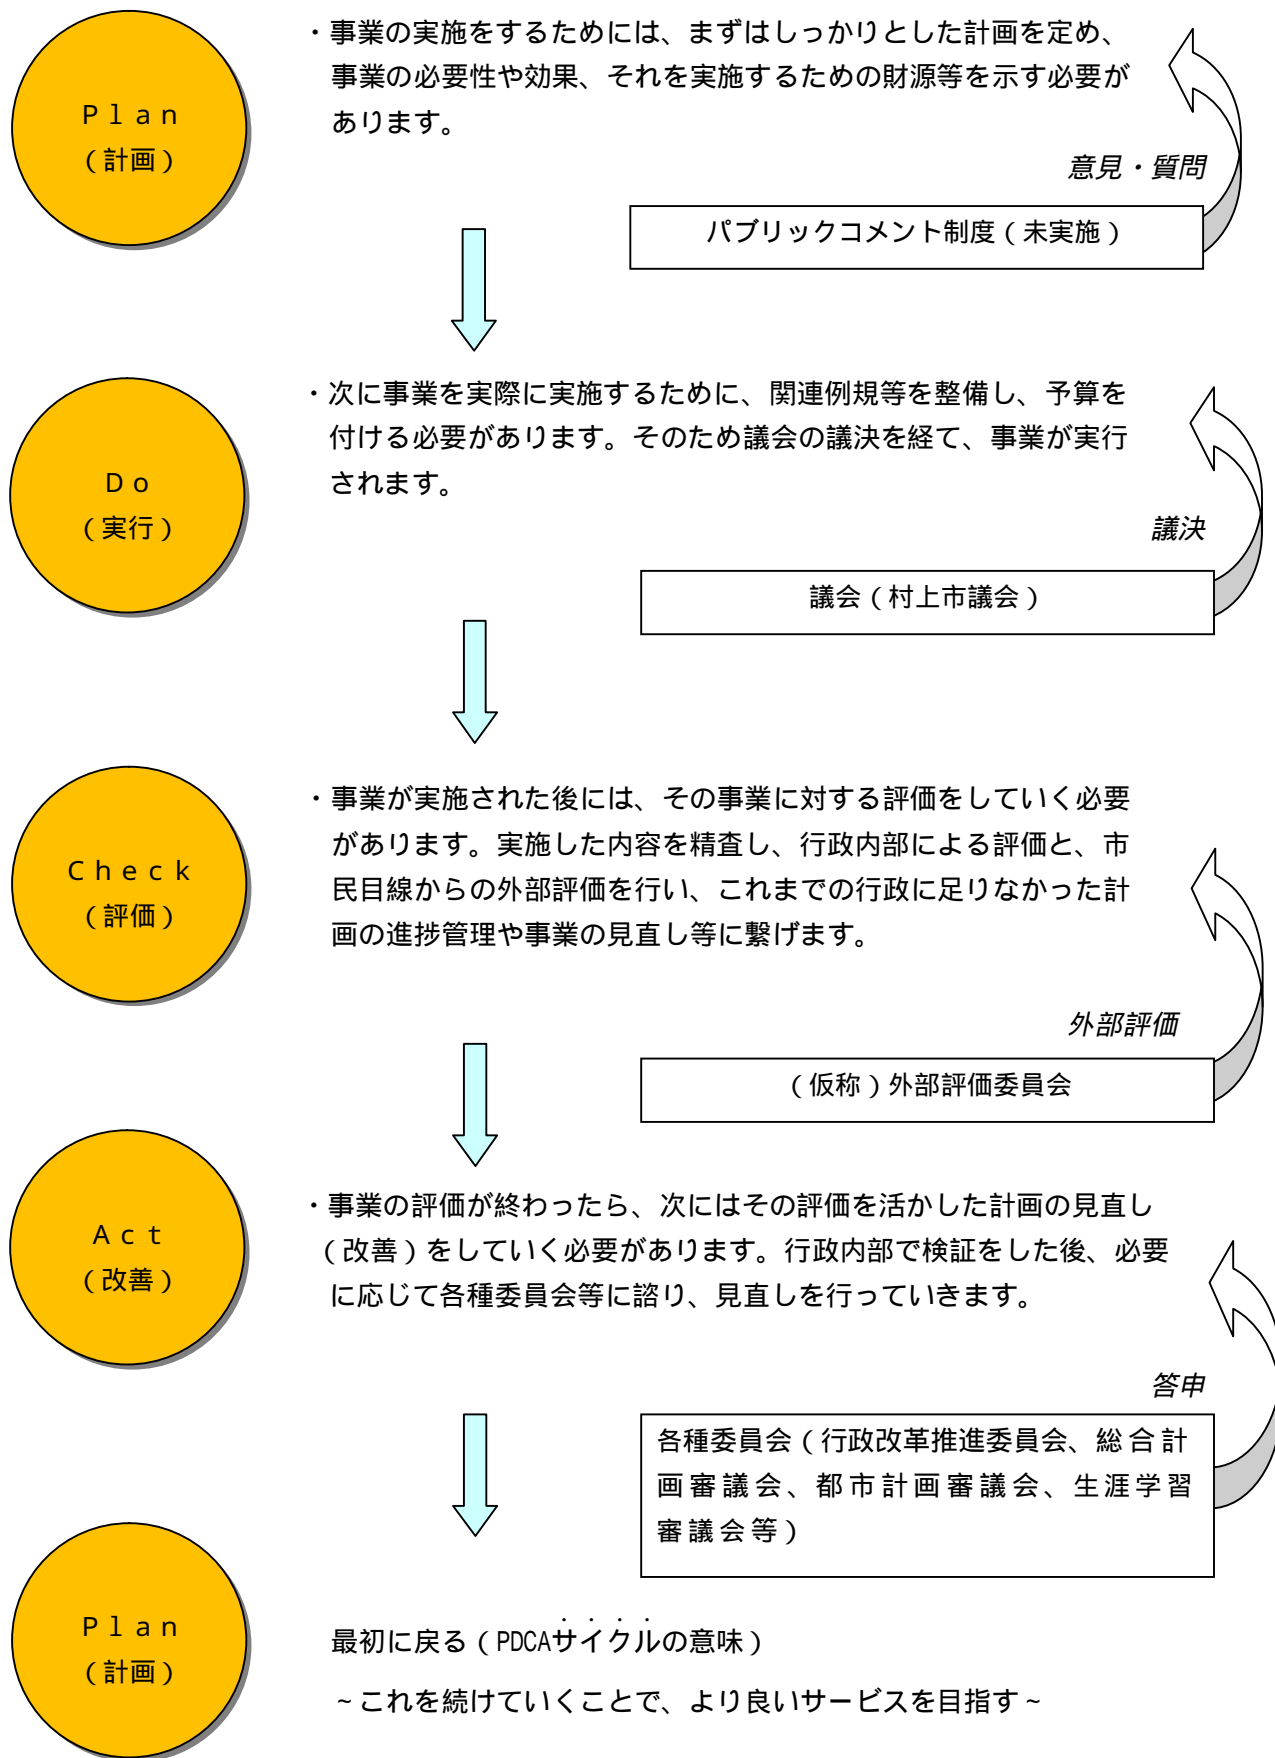 Ｐｌａｎ
（計画）
・事業の実施をするためには、まずはしっかりとした計画を定め、
事業の必要性や効果、それを実施するための財源等を示す必要が
あります。
意見・質問
パブリックコメント制度（未実施）
Ｄｏ
（実行）
・次に事業を実際に実施するために、関連例規等を整備し、予算を
付ける必要があります。そのため議会の議決を経て、事業が実行
されます。
議決
議会（村上市議会）
Ｃｈｅｃｋ
（評価）
・事業が実施された後には、その事業に対する評価をしていく必要
があります。実施した内容を精査し、行政内部による評価と、市
民目線からの外部評価を行い、これまでの行政に足りなかった計
画の進捗管理や事業の見直し等に繋げます。
外部評価
（仮称）外部評価委員会
Ａｃｔ
（改善）
・事業の評価が終わったら、次にはその評価を活かした計画の見直し
（改善）をしていく必要があります。行政内部で検証をした後、必要
に応じて各種委員会等に諮り、見直しを行っていきます。
答申
各種委員会（行政改革推進委員会、総合計
画審議会、都市計画審議会、生涯学習
審議会等）
Ｐｌａｎ
（計画）
最初に戻る（PDCAサイクルの意味）
～これを続けていくことで、より良いサービスを目指す～